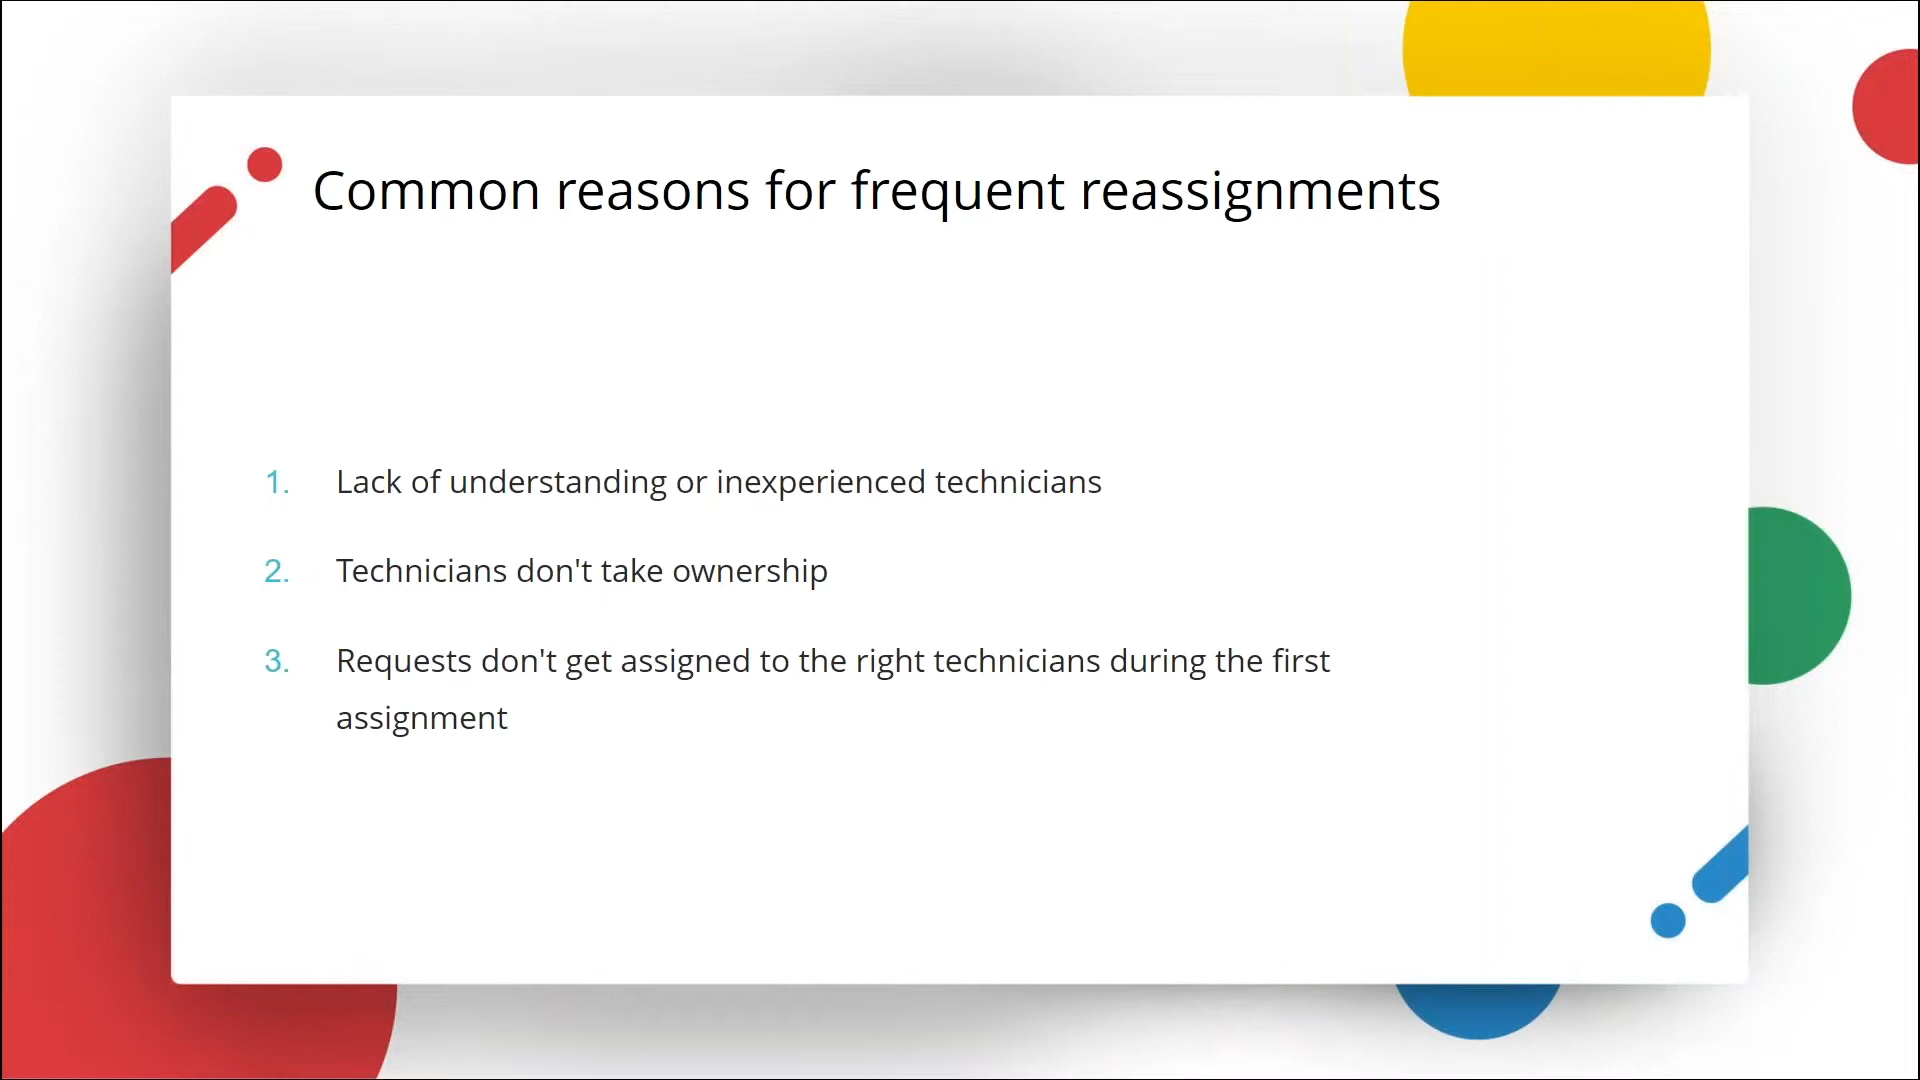 Common reasons for frequent reassignments
1. Lack of understanding or inexperienced technicians
2. Technicians don't take ownership
3. Requests don't get assigned to the right technicians during the first
assignment